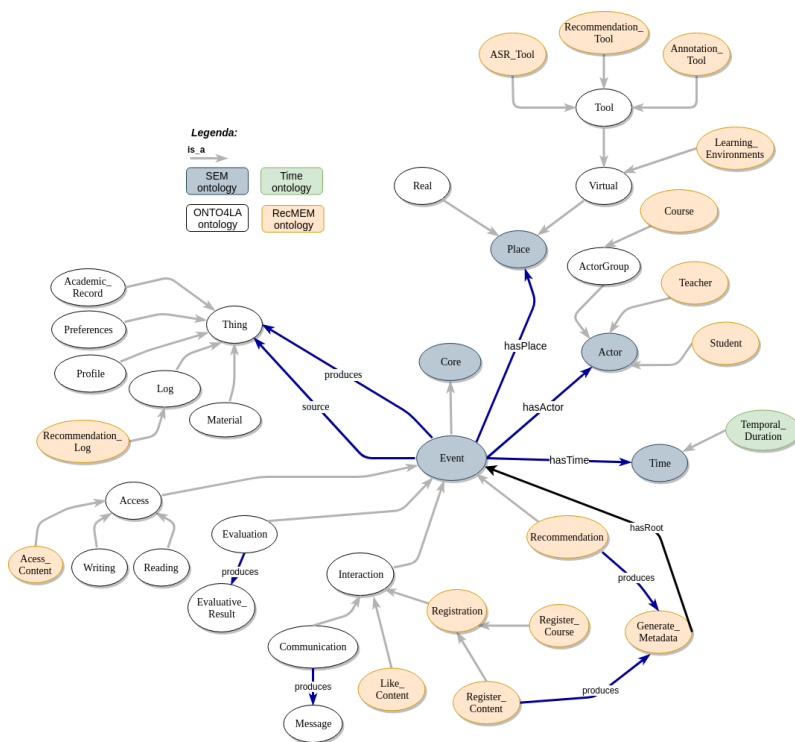 Recommendation_
Tool
ASR_Tool
Annotation_
Tool
Tool
Legenda:
is_a
SEM
ontology
Time
ontology
ONTO4LA
ontology
RecMEM
ontology
Learning_
Environments
Real
Virtual
Course
Place
ActorGroup
Academic_
Record
Teacher
Preferences
Thing
hasPlace
Student
Profile
produces
Core
Actor
Log
source
hasActor
Material
Temporal_
Duration
Recommendation_
Log
Event
hasTime
Time
Access
hasRoot
Evaluation
Recommendation
Acess_
Content
Writing
Reading
produces
Interaction
produces
Evaluative_
Result
Registration
Register_
Course
Generate_
Metadata
Communication
produces
Like_
Content
Register_
Content
produces
Message